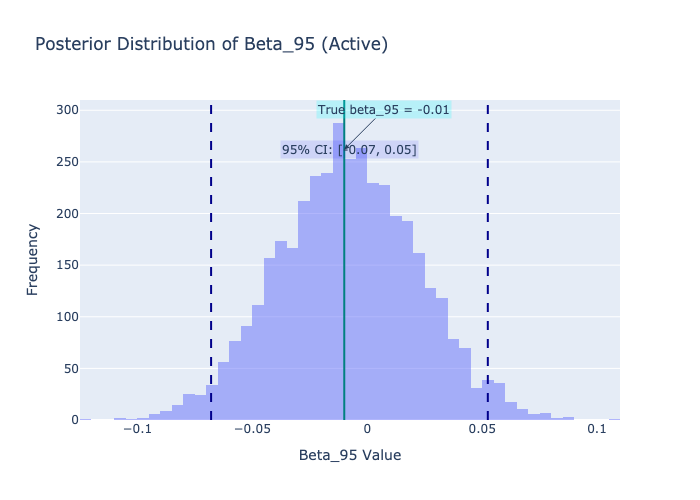 Posterior Distribution of Beta_95 (Active)
True beta_95 = -0.01
95% CI: [-0.07, 0.05]
300
250
200
150
100
50
0
Frequency
−0.1
−0.05
0
0.05
0.1
Beta_95 Value